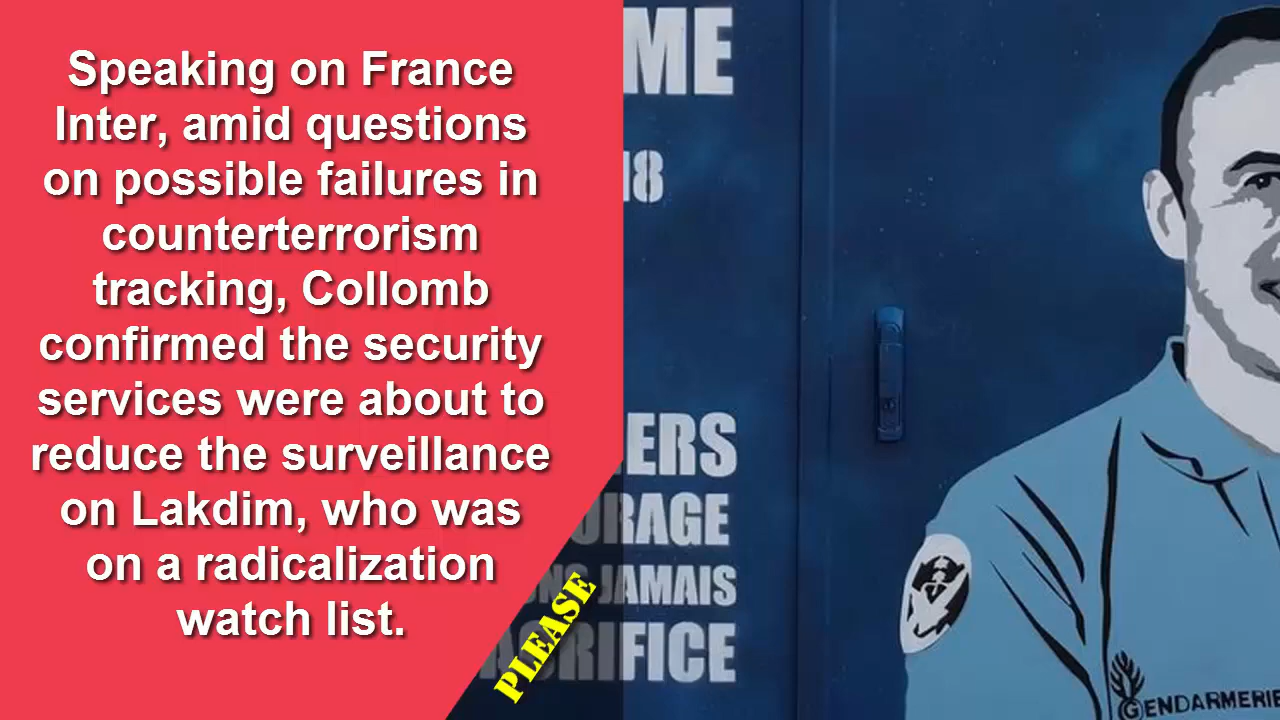 Speaking on France
Inter, amid questions
on possible failures in
counterterrorism
tracking, Collomb
confirmed the security
services were about to
reduce the surveillance
on Lakdim, who was
on a radicalization
watch list.
PLEASE
ME
18
ERS
RAGE
JAMAIS
FICE
GENDARMERIE